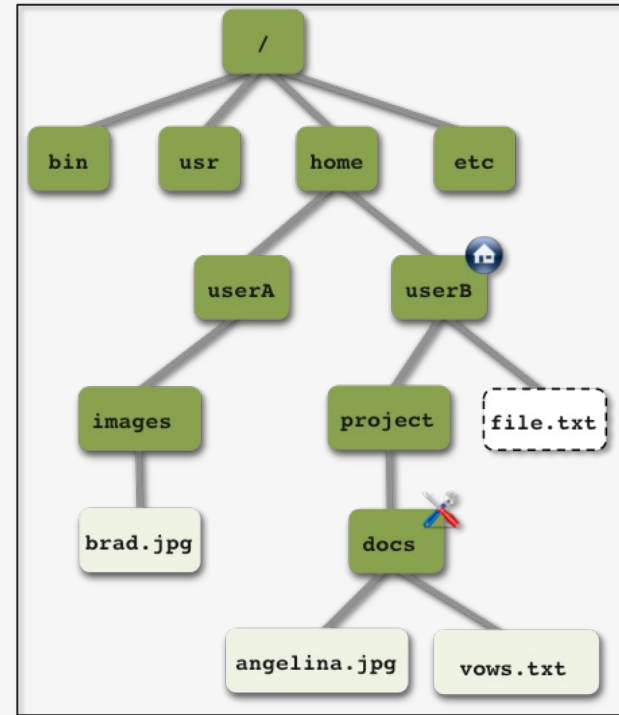 /
bin usr home etc
userA userB
images project file.txt
brad.jpg docs
angelina.jpg vows.txt